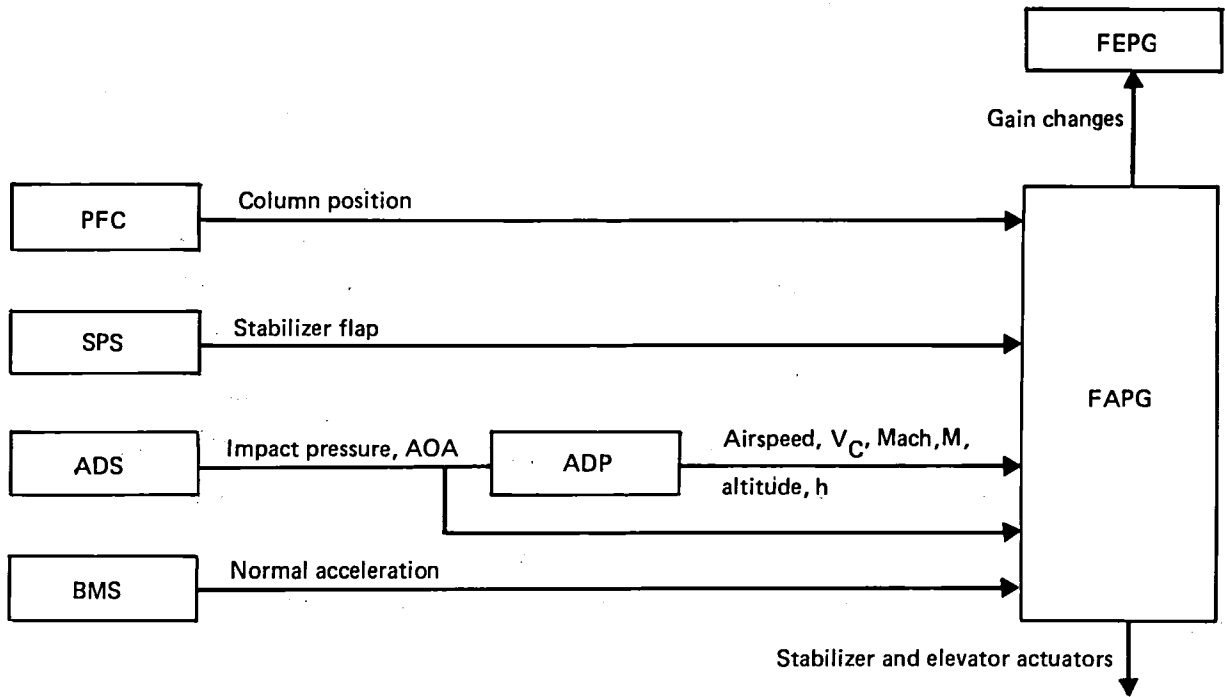 FEPG
Gain changes
PFC
Column position
SPS
Stabilizer flap
FAPG
ADS
Impact pressure, AOA
ADP
Airspeed, V_C, Mach, M,
altitude, h
BMS
Normal acceleration
Stabilizer and elevator actuators